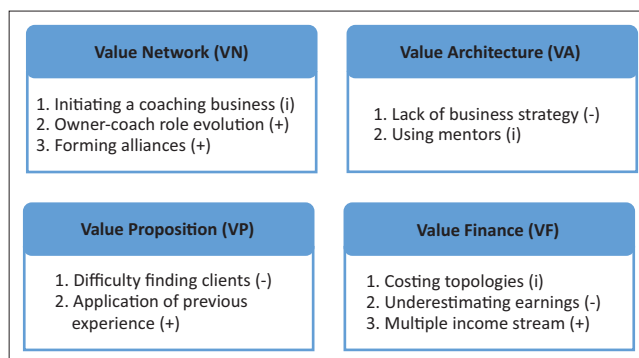 Value Network (VN)
1. Initiating a coaching business (i)
2. Owner-coach role evolution (+)
3. Forming alliances (+)
Value Architecture (VA)
1. Lack of business strategy (-)
2. Using mentors (i)
Value Proposition (VP)
1. Difficulty finding clients (-)
2. Application of previous
experience (+)
Value Finance (VF)
1. Costing topologies (i)
2. Underestimating earnings (-)
3. Multiple income stream (+)